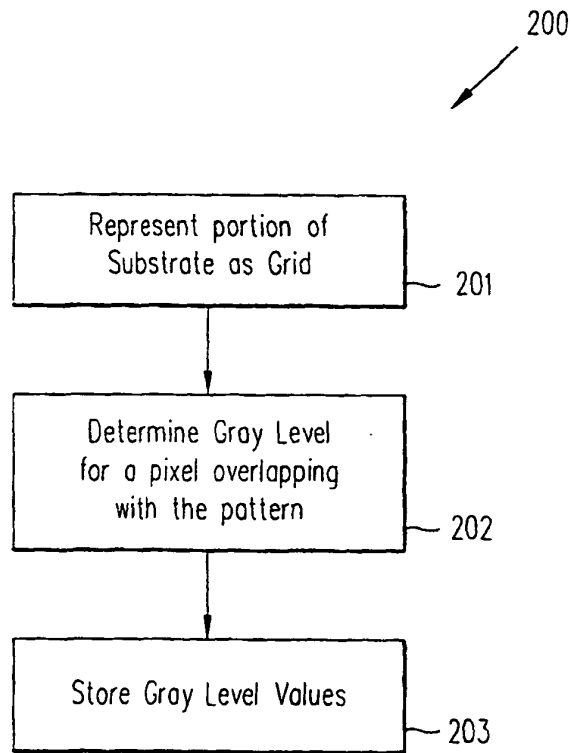 200
Represent portion of
Substrate as Grid
201
Determine Gray Level
for a pixel overlapping
with the pattern
202
Store Gray Level Values
203